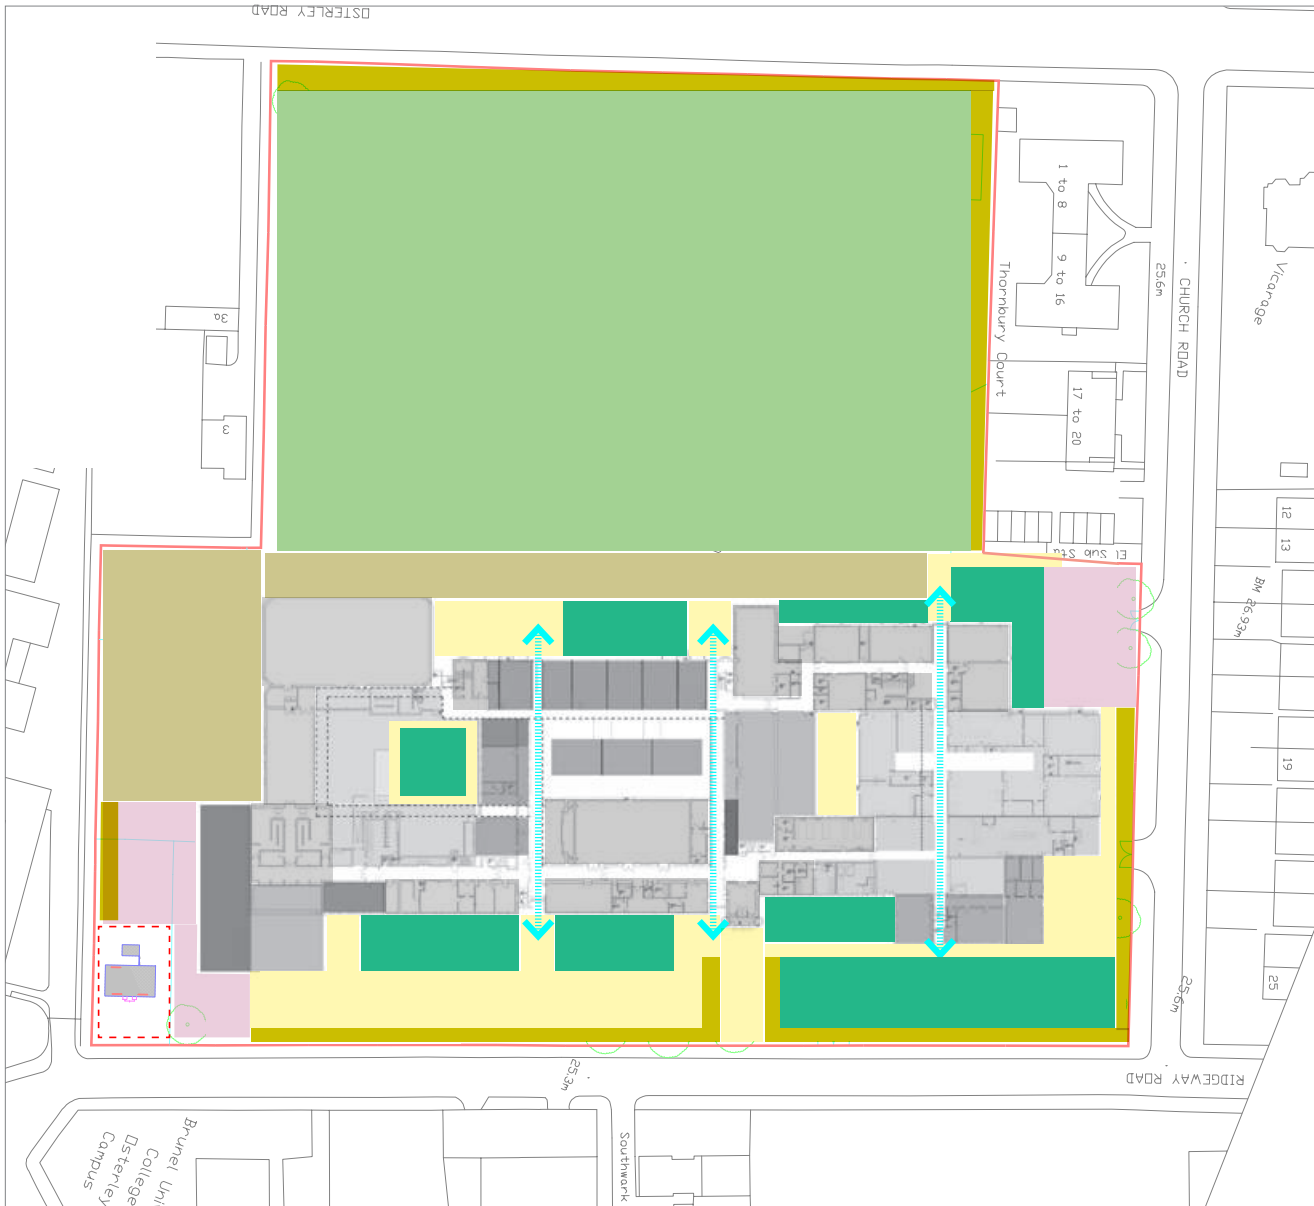 OSTERLEY ROAD
1 to 8
9 to 16
Thornbury Court
17 to 20
El Sub Sta
25.6m
CHURCH ROAD
Vicarage
3a
3
12
13
BM 26.93m
19
25
25.6m
RIDGEWAY ROAD
25.3m
Southwark
Brunel Uni
College
Osterley
Campus